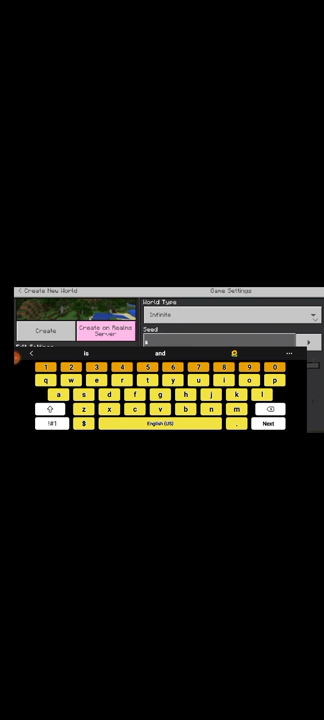 < Create New World
Game Settings
World Type
Infinite
Create
Create on Realms Server
Seed
s
is and
1 2 3 4 5 6 7 8 9 0
q w e r t y u i o p
a s d f g h j k l
z x c v b n m
!#1 $ English (US) . Next